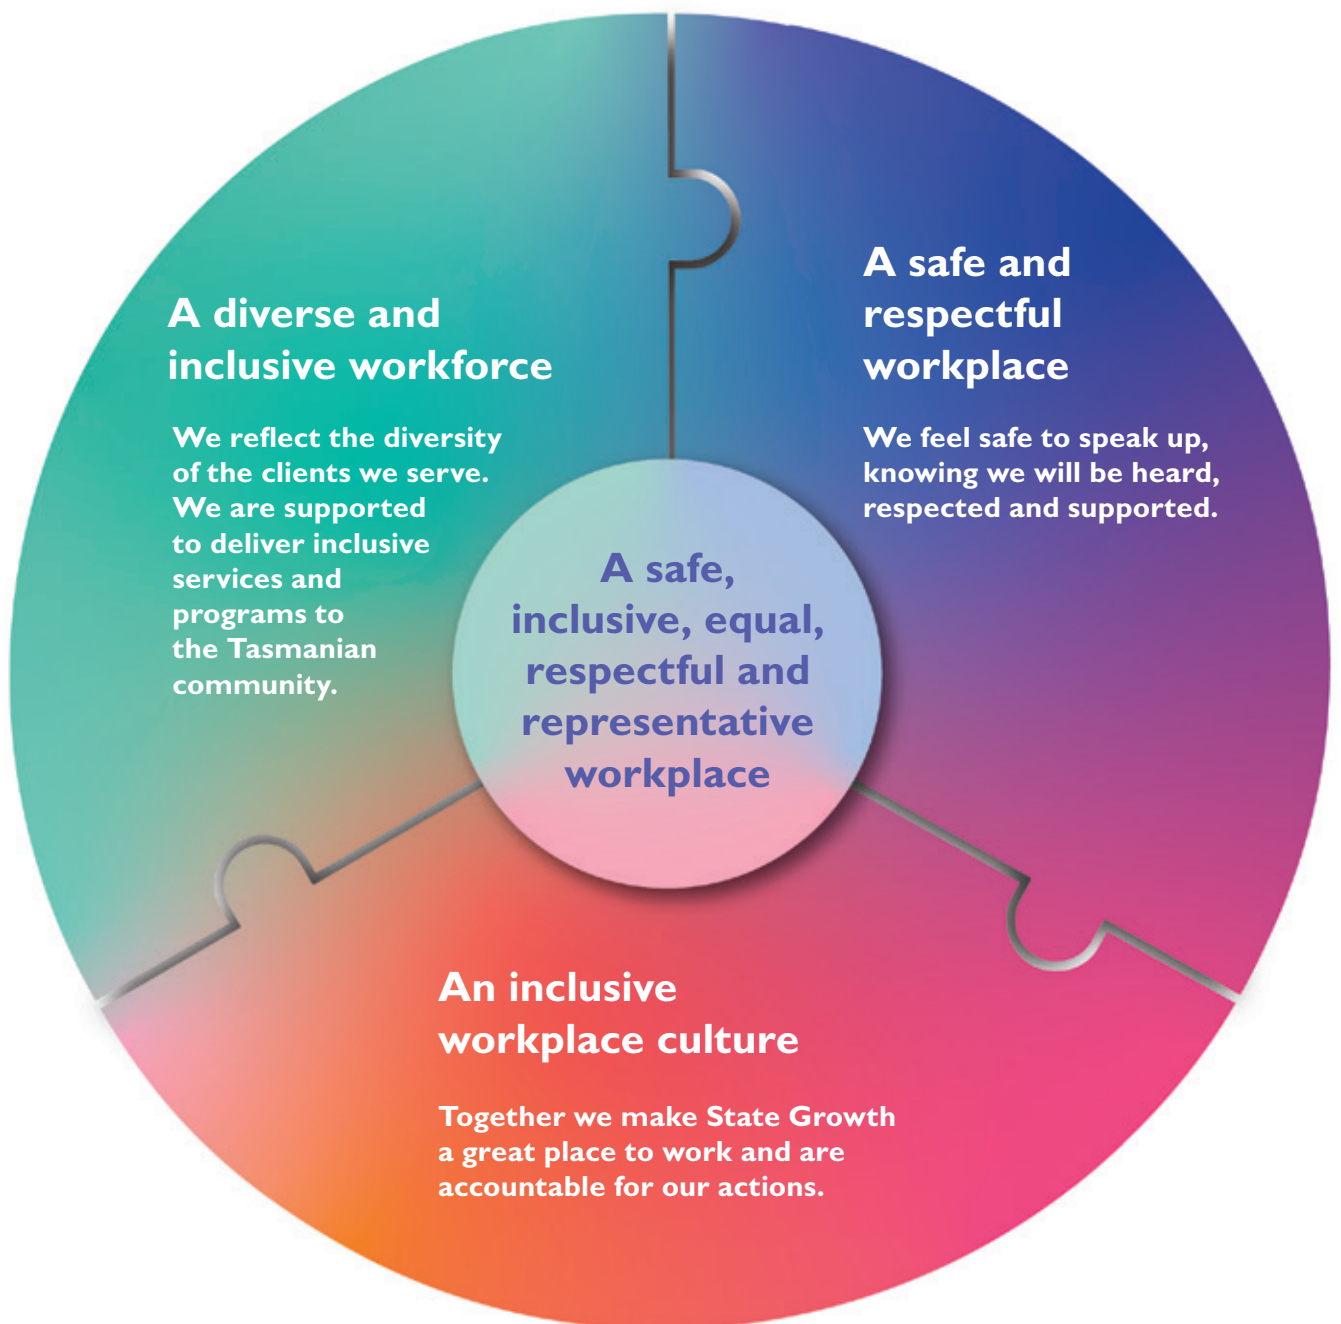 A diverse and
inclusive workforce
We reflect the diversity
of the clients we serve.
We are supported
to deliver inclusive
services and
programs to
the Tasmanian
community.
A safe and
respectful
workplace
We feel safe to speak up,
knowing we will be heard,
respected and supported.
A safe,
inclusive, equal,
respectful and
representative
workplace
An inclusive
workplace culture
Together we make State Growth
a great place to work and are
accountable for our actions.